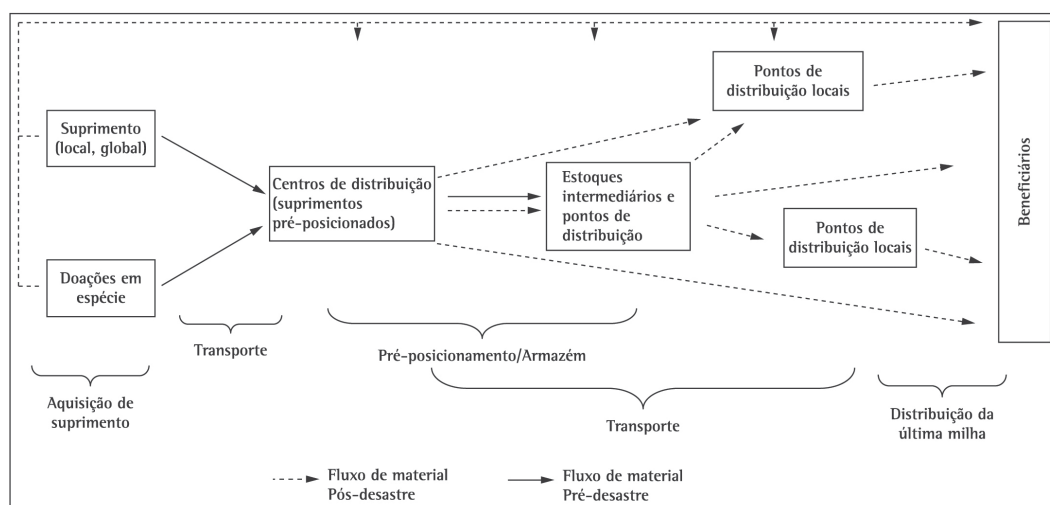 Pontos de
distribuição locais
Suprimento
(local, global)
Centros de distribuição
(suprimentos
pré-posicionados)
Estoques
intermediários e
pontos de
distribuição
Pontos de
distribuição locais
Beneficiários
Doações em
espécie
Transporte
Pré-posicionamento/Armazém
Aquisição de
suprimento
Transporte
Distribuição da
última milha
Fluxo de material
Pós-desastre
Fluxo de material
Pré-desastre